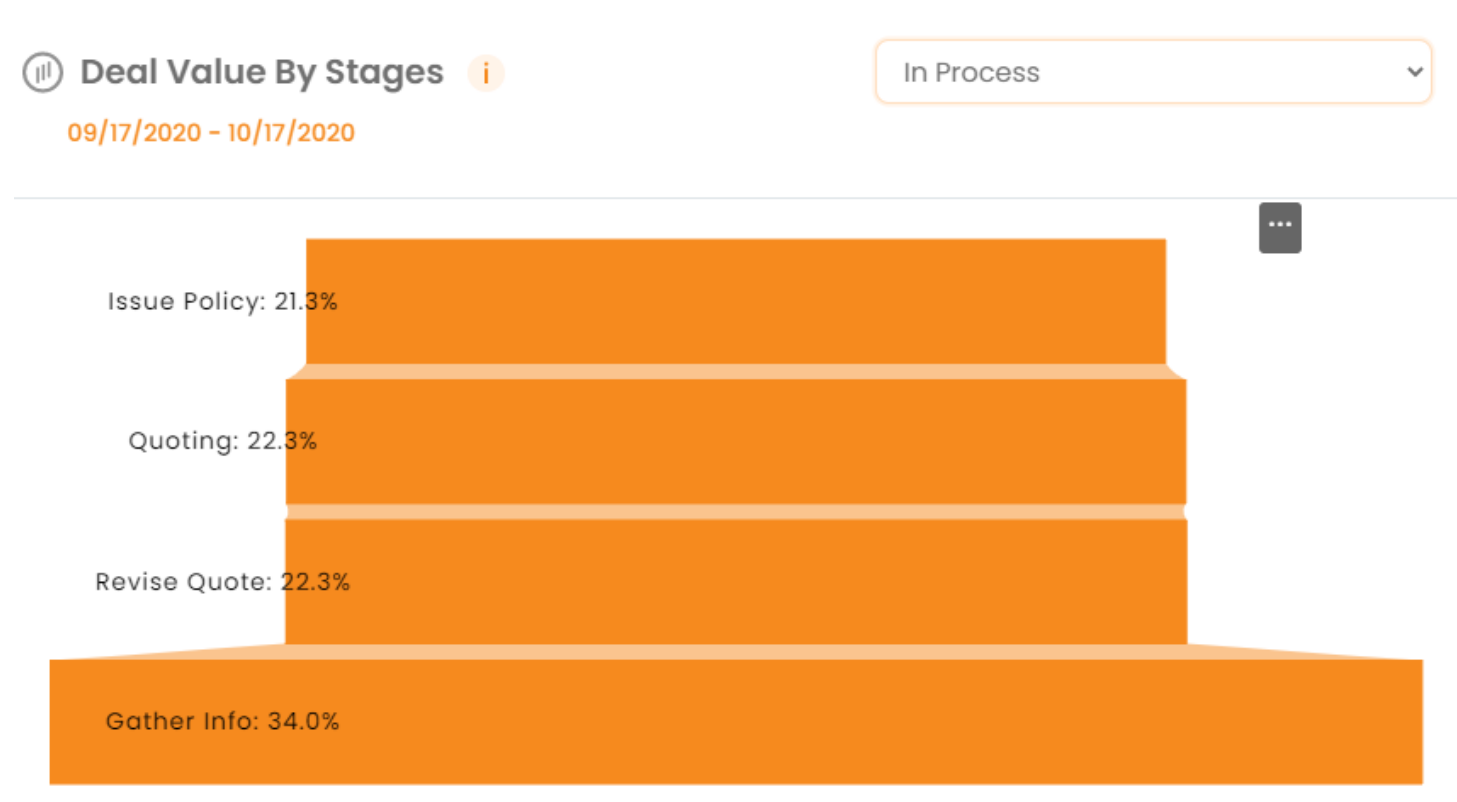 Deal Value By Stages i
In Process
09/17/2020 - 10/17/2020
...
Issue Policy: 21.3%
Quoting: 22.3%
Revise Quote: 22.3%
Gather Info: 34.0%